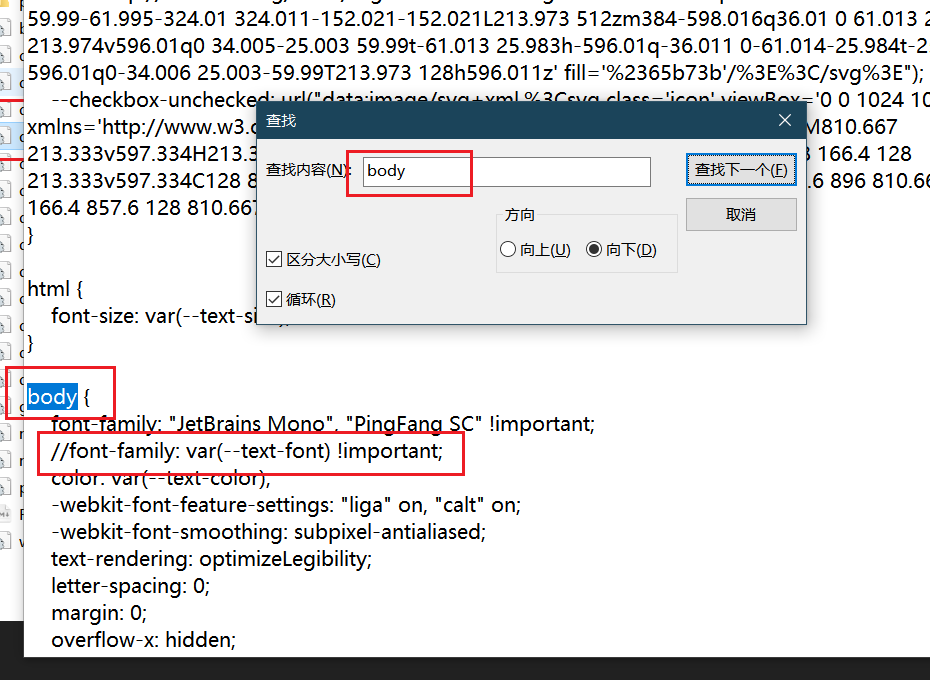 59.99-61.995-324.01 324.011-152.021-152.021L213.973 512zm384-598.016q36.01 0 61.013
213.974v596.01q0 34.005-25.003 59.99t-61.013 25.983h-596.01q-36.011 0-61.014-25.984t-2
596.01q0-34.006 25.003-59.99T213.973 128h596.011z' fill='%2365b73b'/%3E%3C/svg%3E");
--checkbox-unchecked: url("data:image/svg+xml,%3Csvg class='icon' viewBox='0 0 1024 10
xmlns='http://www.w3.o
M810.667
213.333v597.334H213.3
166.4 128
213.333v597.334C128 8
.6 896 810.66
166.4 857.6 128 810.667
}
查找
查找内容(N):
body
查找下一个(F)
取消
方向
向上(U)
向下(D)
区分大小写(C)
循环(R)
html {
font-size: var(--text-si
}
body {
font-family: "JetBrains Mono", "PingFang SC" !important;
//font-family: var(--text-font) !important;
color: var(--text-color);
-webkit-font-feature-settings: "liga" on, "calt" on;
-webkit-font-smoothing: subpixel-antialiased;
text-rendering: optimizeLegibility;
letter-spacing: 0;
margin: 0;
overflow-x: hidden;